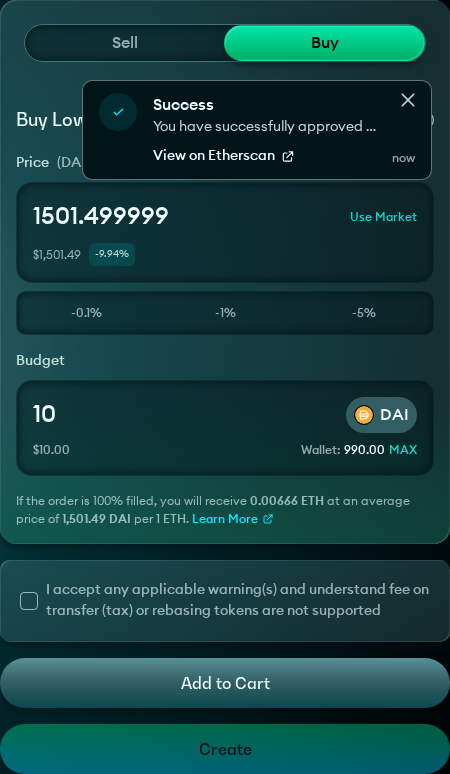 Sell
Buy
Success
You have successfully approved ...
View on Etherscan
now
Buy Low
Price (DA
1501.499999
Use Market
$1,501.49
-9.94%
-0.1%
-1%
-5%
Budget
10
DAI
$10.00
Wallet: 990.00 MAX
If the order is 100% filled, you will receive 0.00666 ETH at an average
price of 1,501.49 DAI per 1 ETH. Learn More
I accept any applicable warning(s) and understand fee on
transfer (tax) or rebasing tokens are not supported
Add to Cart
Create